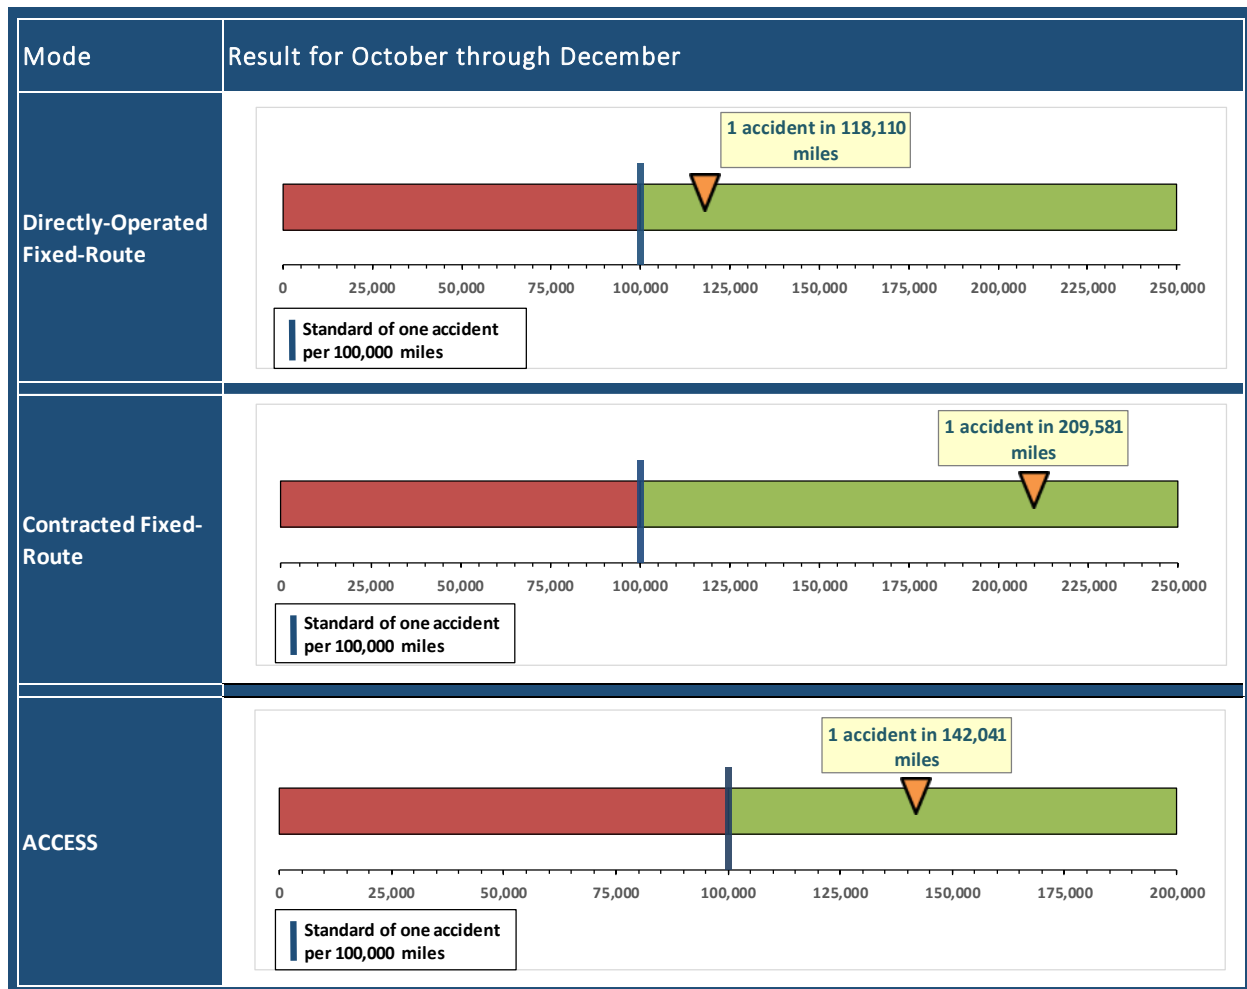 Mode
Result for October through December
Directly-Operated
Fixed-Route
1 accident in 118,110
miles
0 25,000 50,000 75,000 100,000 125,000 150,000 175,000 200,000 225,000 250,000
Standard of one accident
per 100,000 miles
Contracted Fixed-
Route
1 accident in 209,581
miles
0 25,000 50,000 75,000 100,000 125,000 150,000 175,000 200,000 225,000 250,000
Standard of one accident
per 100,000 miles
ACCESS
1 accident in 142,041
miles
0 25,000 50,000 75,000 100,000 125,000 150,000 175,000 200,000
Standard of one accident
per 100,000 miles